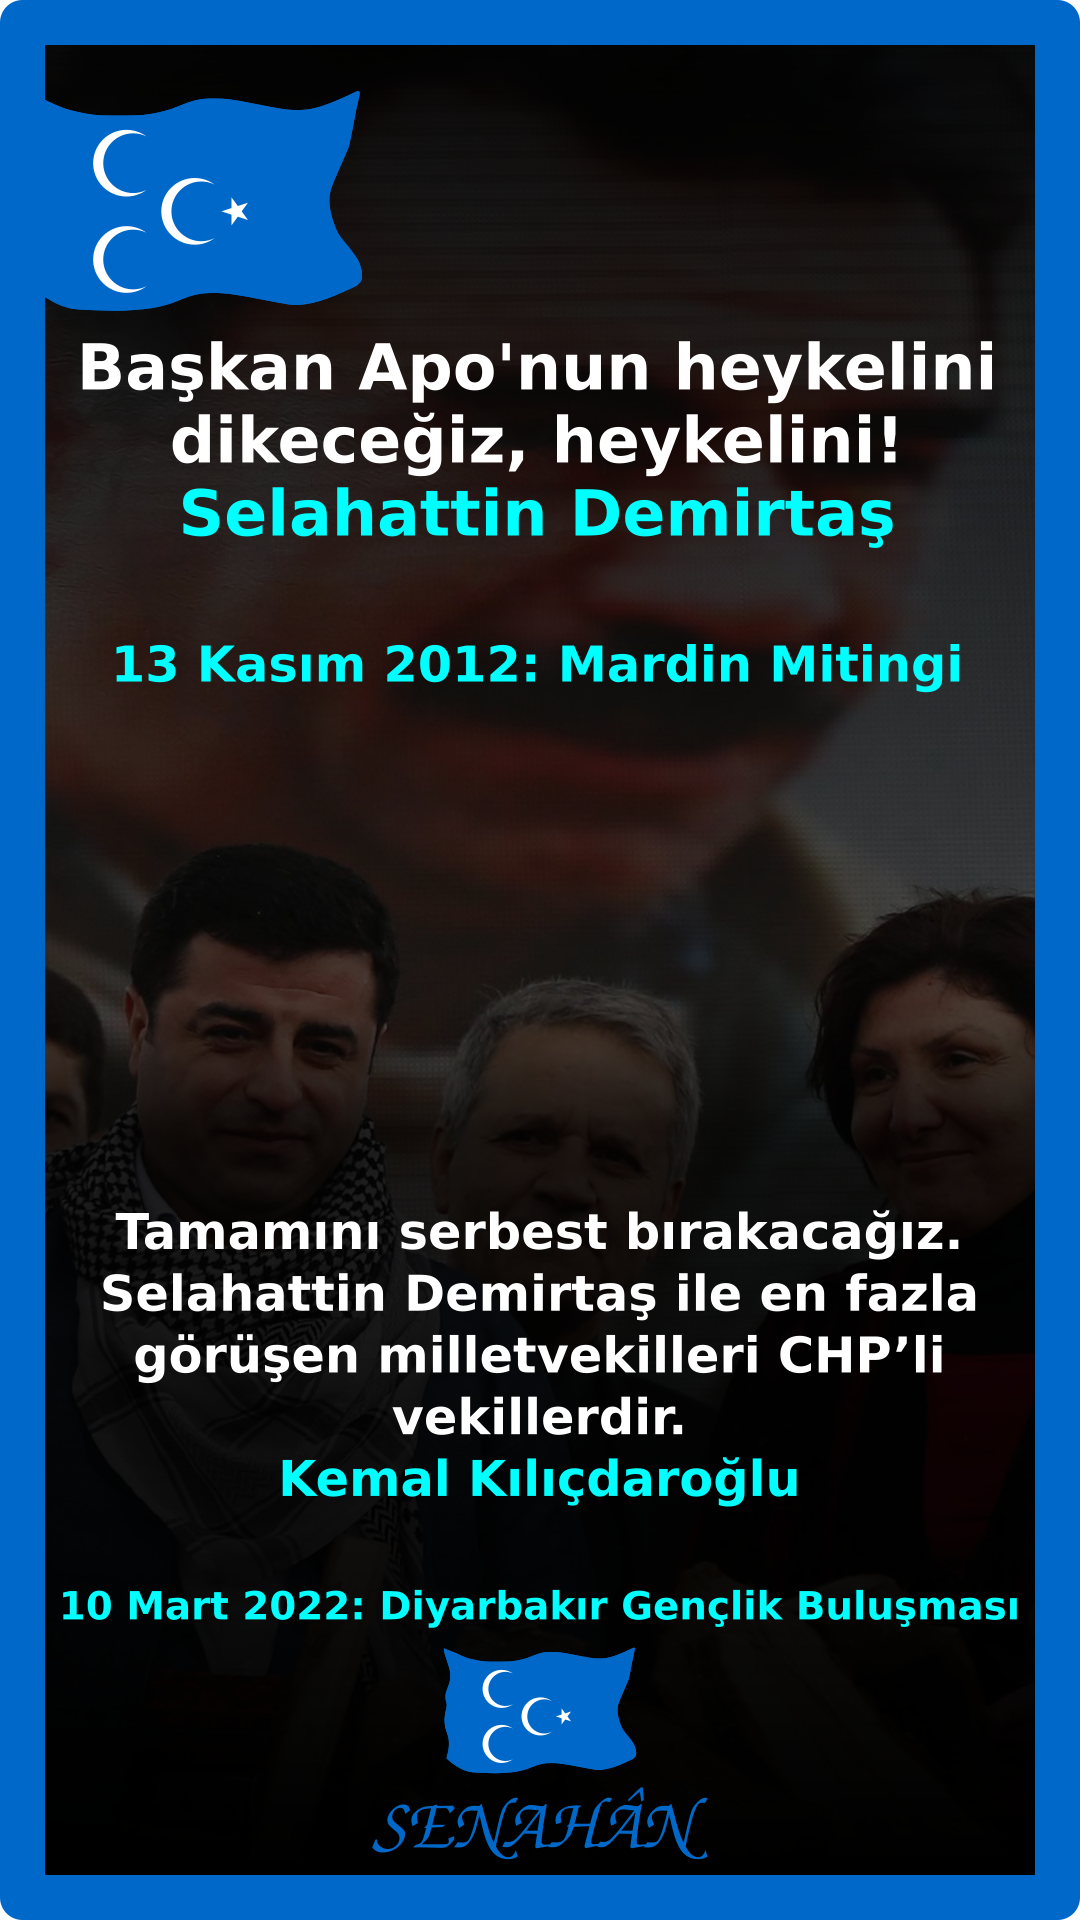 Başkan Apo'nun heykelini
dikeceğiz, heykelini!
Selahattin Demirtaş
13 Kasım 2012: Mardin Mitingi
Tamamını serbest bırakacağız.
Selahattin Demirtaş ile en fazla
görüşen milletvekilleri CHP’li
vekillerdir.
Kemal Kılıçdaroğlu
10 Mart 2022: Diyarbakır Gençlik Buluşması
SENAHÂN